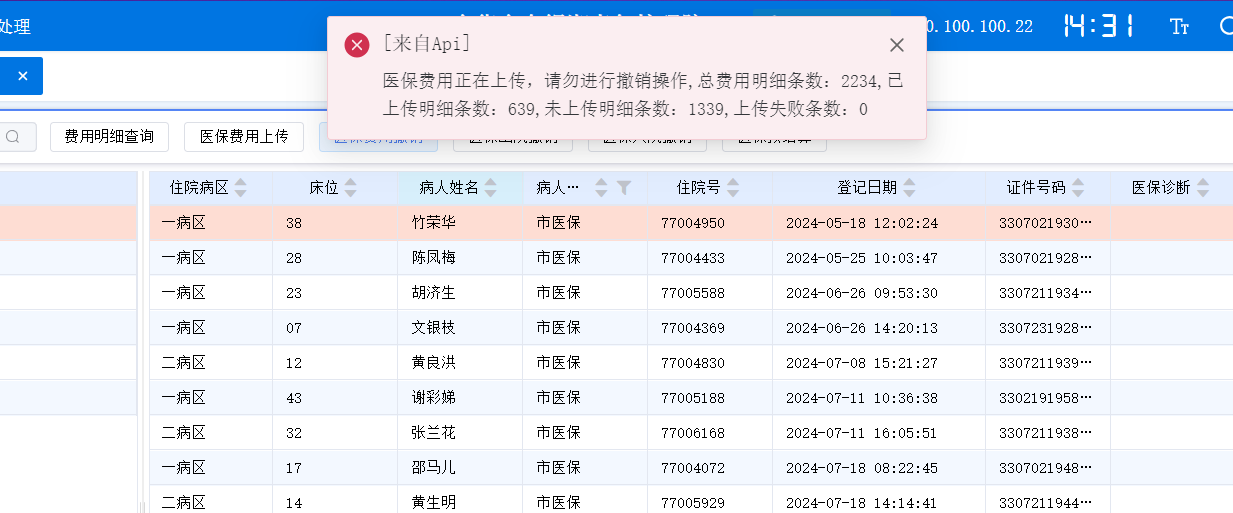 处理
0.100.100.22
14:31
Tт
[来自Api]
医保费用正在上传，请勿进行撤销操作,总费用明细条数：2234,已
上传明细条数：639,未上传明细条数：1339,上传失败条数：0
费用明细查询 医保费用上传 医保费用撤销
住院病区 床位 病人姓名 病人… 住院号 登记日期 证件号码 医保诊断
一病区 38 竹荣华 市医保 77004950 2024-05-18 12:02:24 3307021930…
一病区 28 陈凤梅 市医保 77004433 2024-05-25 10:03:47 3307021928…
一病区 23 胡济生 市医保 77005588 2024-06-26 09:53:30 3307211934…
一病区 07 文银枝 市医保 77004369 2024-06-26 14:20:13 3307231928…
二病区 12 黄良洪 市医保 77004830 2024-07-08 15:21:27 3307211939…
一病区 43 谢彩娣 市医保 77005188 2024-07-11 10:36:38 3302191958…
二病区 32 张兰花 市医保 77006168 2024-07-11 16:05:51 3307211938…
一病区 17 邵马儿 市医保 77004072 2024-07-18 08:22:45 3307021948…
二病区 14 黄生明 市医保 77005929 2024-07-18 14:14:41 3307211944…